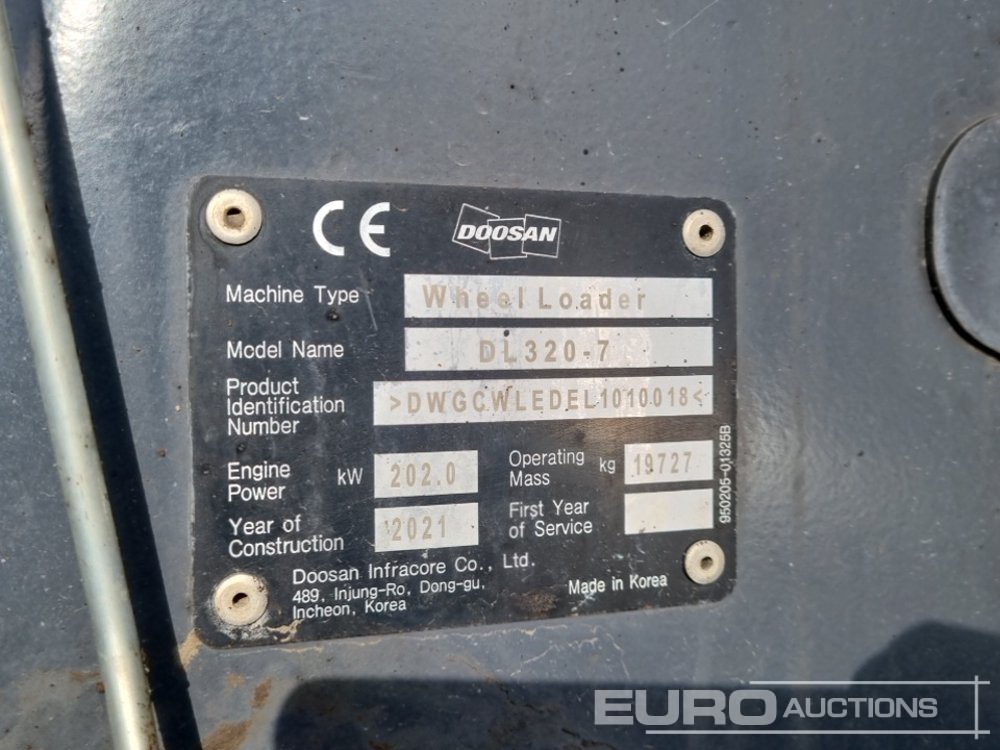 CE DOOSAN
Machine Type Wheel Loader
Model Name DL320-7
Product
Identification
Number >DWGCWLEDEL1010018<
Engine
Power kW 202.0
Operating
Mass kg 19727
Year of
Construction 2021
First Year
of Service
Doosan Infracore Co., Ltd.
489, Injung-Ro, Dong-gu,
Incheon, Korea
Made in Korea
950205-01325B
EURO AUCTIONS